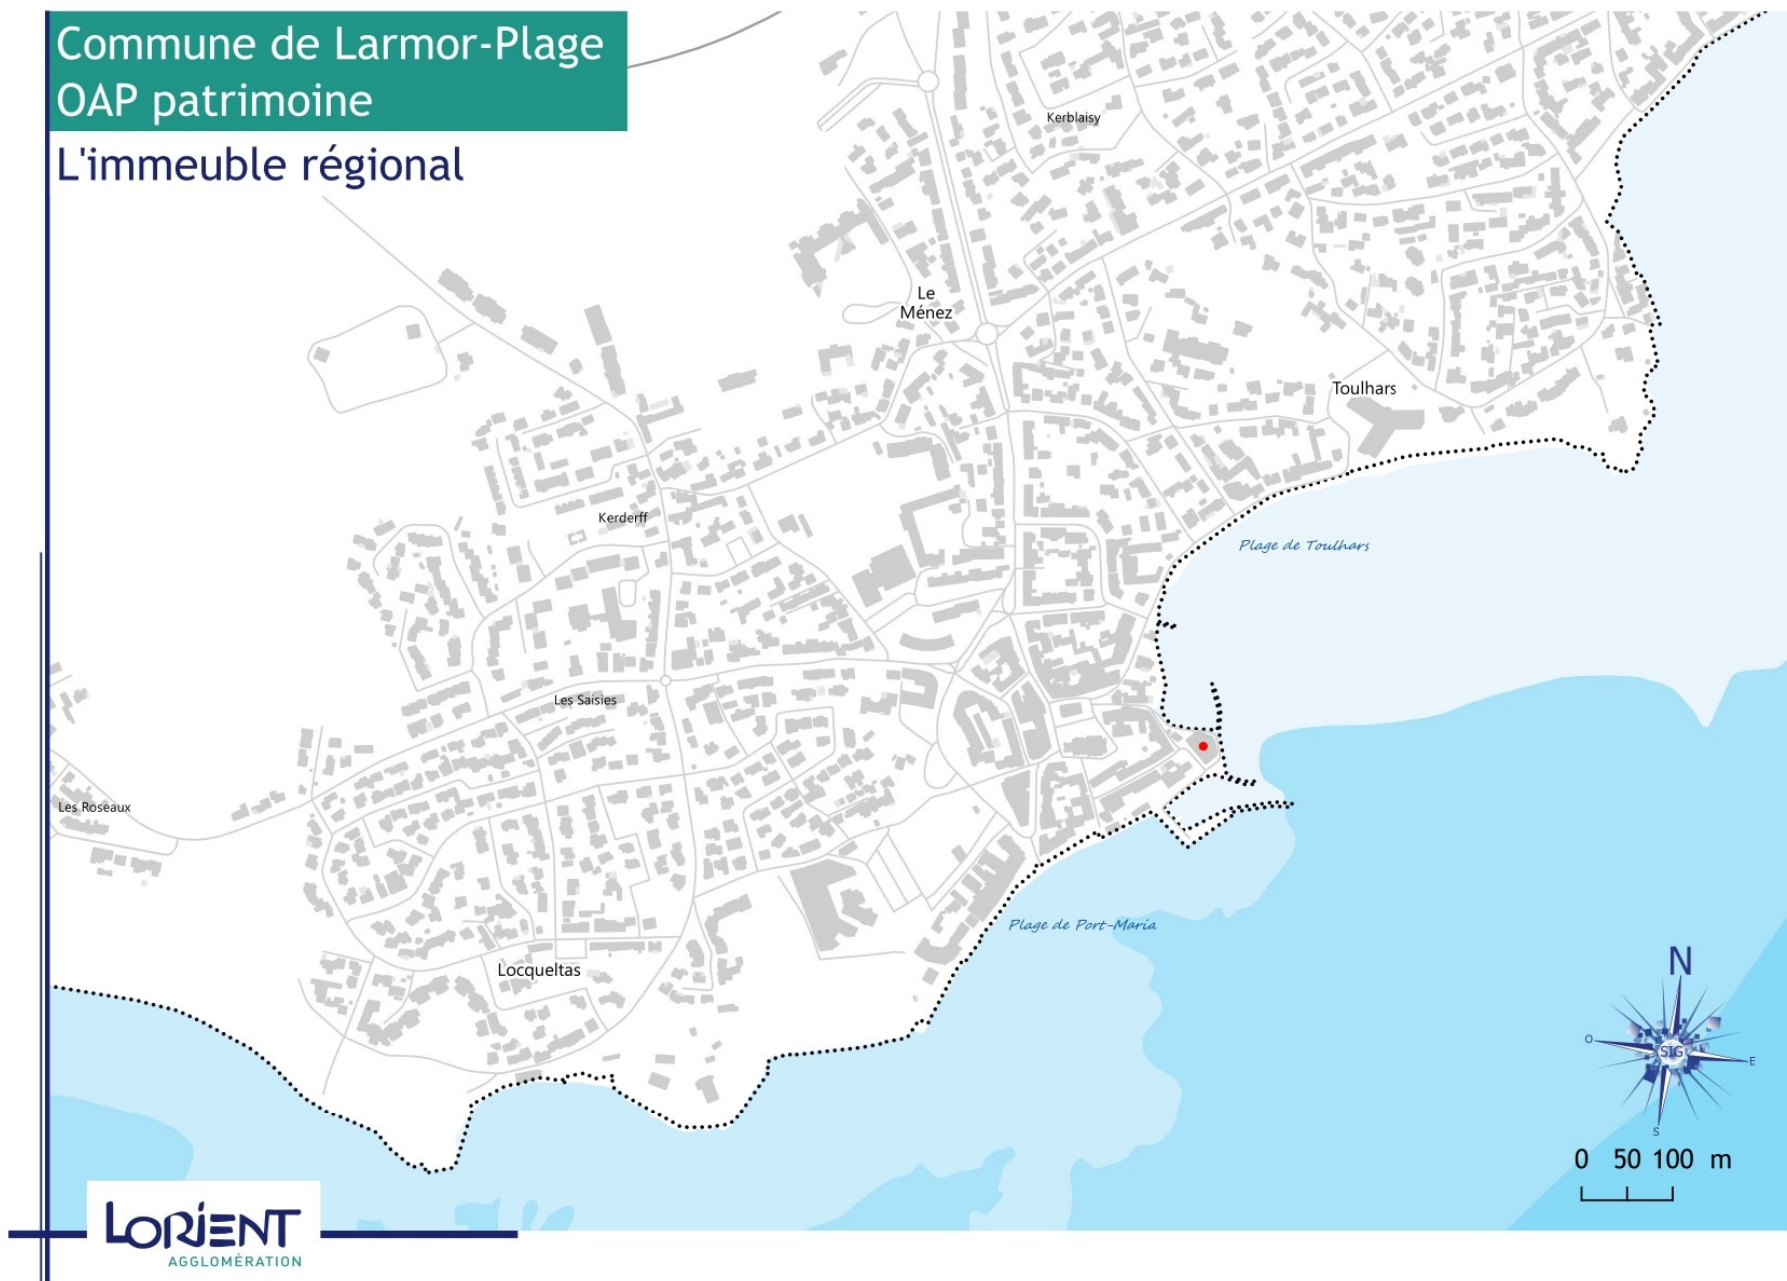 Commune de Larmor-Plage
OAP patrimoine
L'immeuble régional
Kerblaisy
Le
Ménez
Toulhars
Kerderff
Plage de Toulhars
Les Saisies
Les Roseaux
Plage de Port-Maria
Locqueltas
N
O
SIG
E
S
0 50 100 m
LORIENT
AGGLOMÉRATION